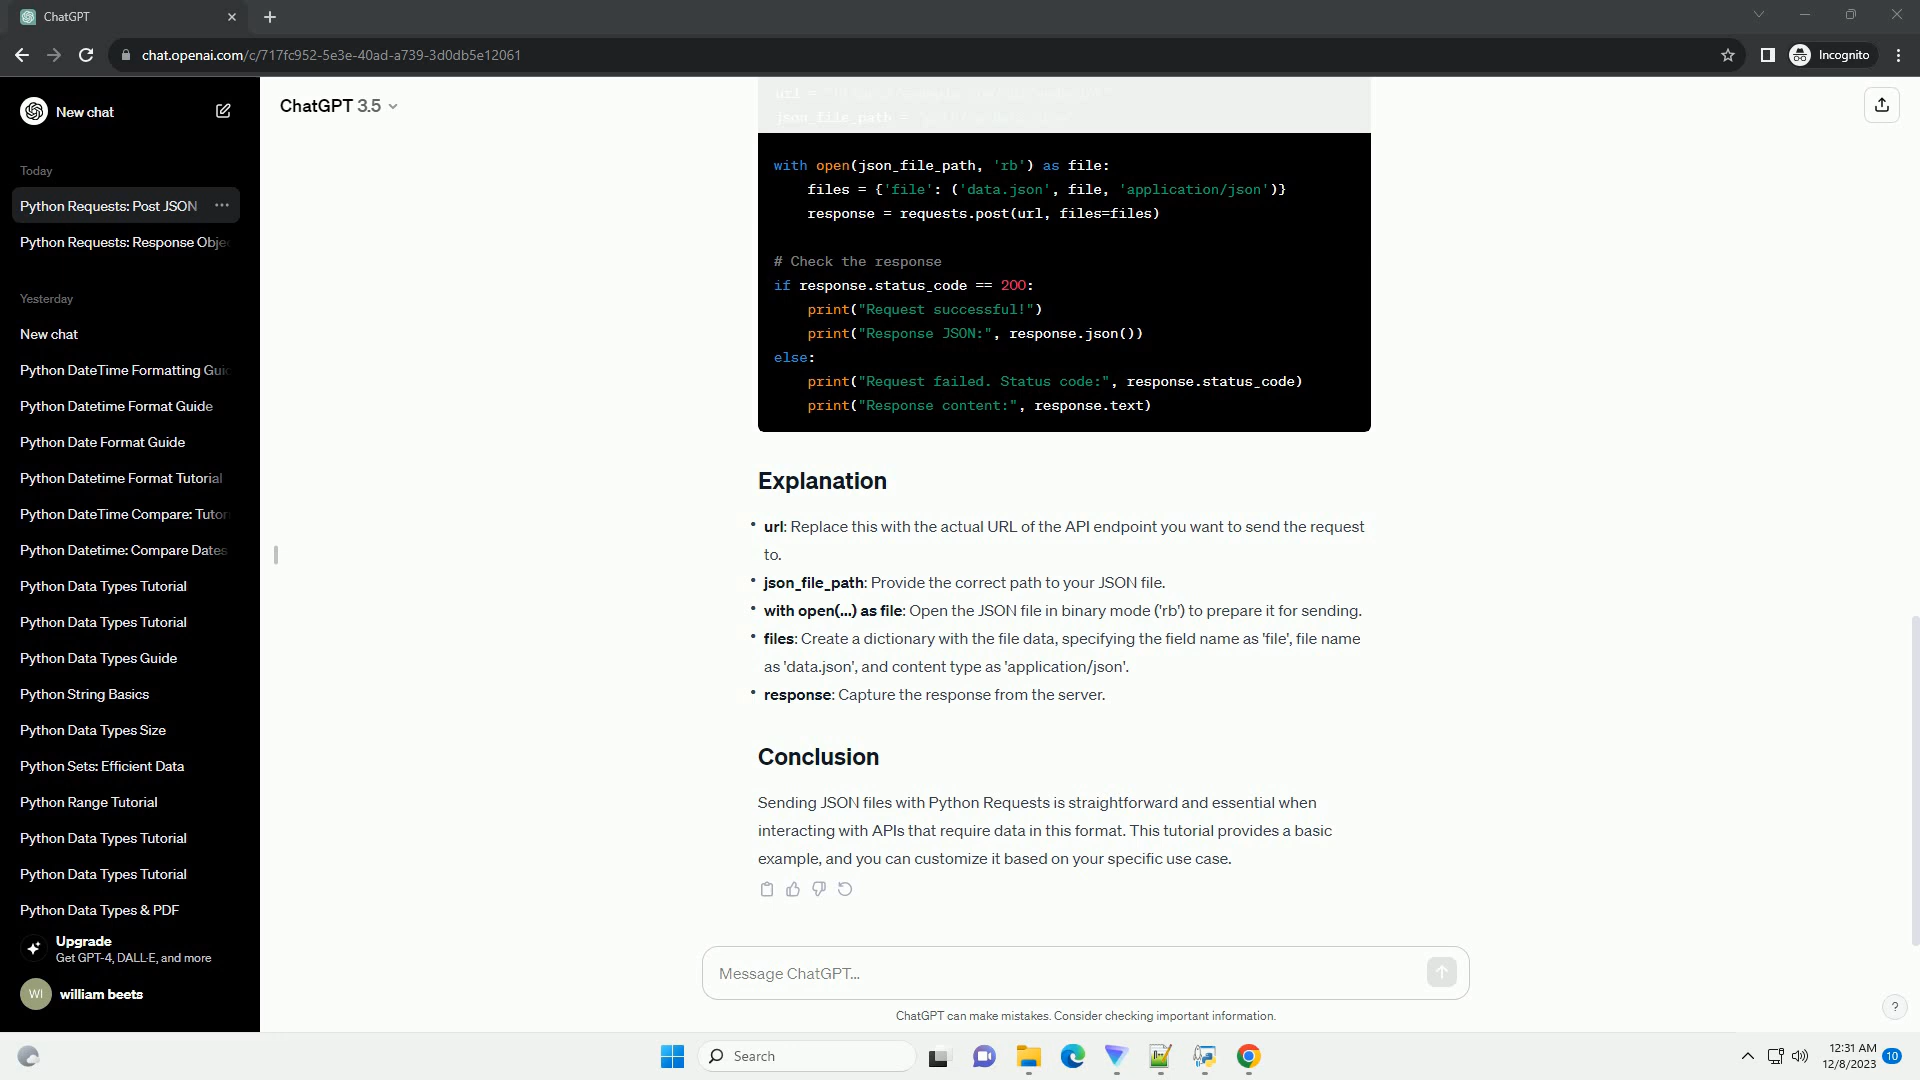 ChatGPT
chat.openai.com/c/717fc952-5e3e-40ad-a739-3d0db5e12061
Incognito
New chat
ChatGPT 3.5
Today
Python Requests: Post JSON
Python Requests: Response Obje
Yesterday
New chat
Python DateTime Formatting Guid
Python Datetime Format Guide
Python Date Format Guide
Python Datetime Format Tutorial
Python DateTime Compare: Tutor
Python Datetime: Compare Dates
Python Data Types Tutorial
Python Data Types Tutorial
Python Data Types Guide
Python String Basics
Python Data Types Size
Python Sets: Efficient Data
Python Range Tutorial
Python Data Types Tutorial
Python Data Types Tutorial
Python Data Types & PDF
Upgrade
Get GPT-4, DALL·E, and more
WI
william beets
url =
json_file_path =
with open(json_file_path, 'rb') as file:
files = {'file': ('data.json', file, 'application/json')}
response = requests.post(url, files=files)
# Check the response
if response.status_code == 200:
print("Request successful!")
print("Response JSON:", response.json())
else:
print("Request failed. Status code:", response.status_code)
print("Response content:", response.text)
Explanation
• url: Replace this with the actual URL of the API endpoint you want to send the request
to.
• json_file_path: Provide the correct path to your JSON file.
• with open(...) as file: Open the JSON file in binary mode ('rb') to prepare it for sending.
• files: Create a dictionary with the file data, specifying the field name as 'file', file name
as 'data.json', and content type as 'application/json'.
• response: Capture the response from the server.
Conclusion
Sending JSON files with Python Requests is straightforward and essential when
interacting with APIs that require data in this format. This tutorial provides a basic
example, and you can customize it based on your specific use case.
Message ChatGPT...
ChatGPT can make mistakes. Consider checking important information.
?
Search
12:31 AM
12/8/2023
10